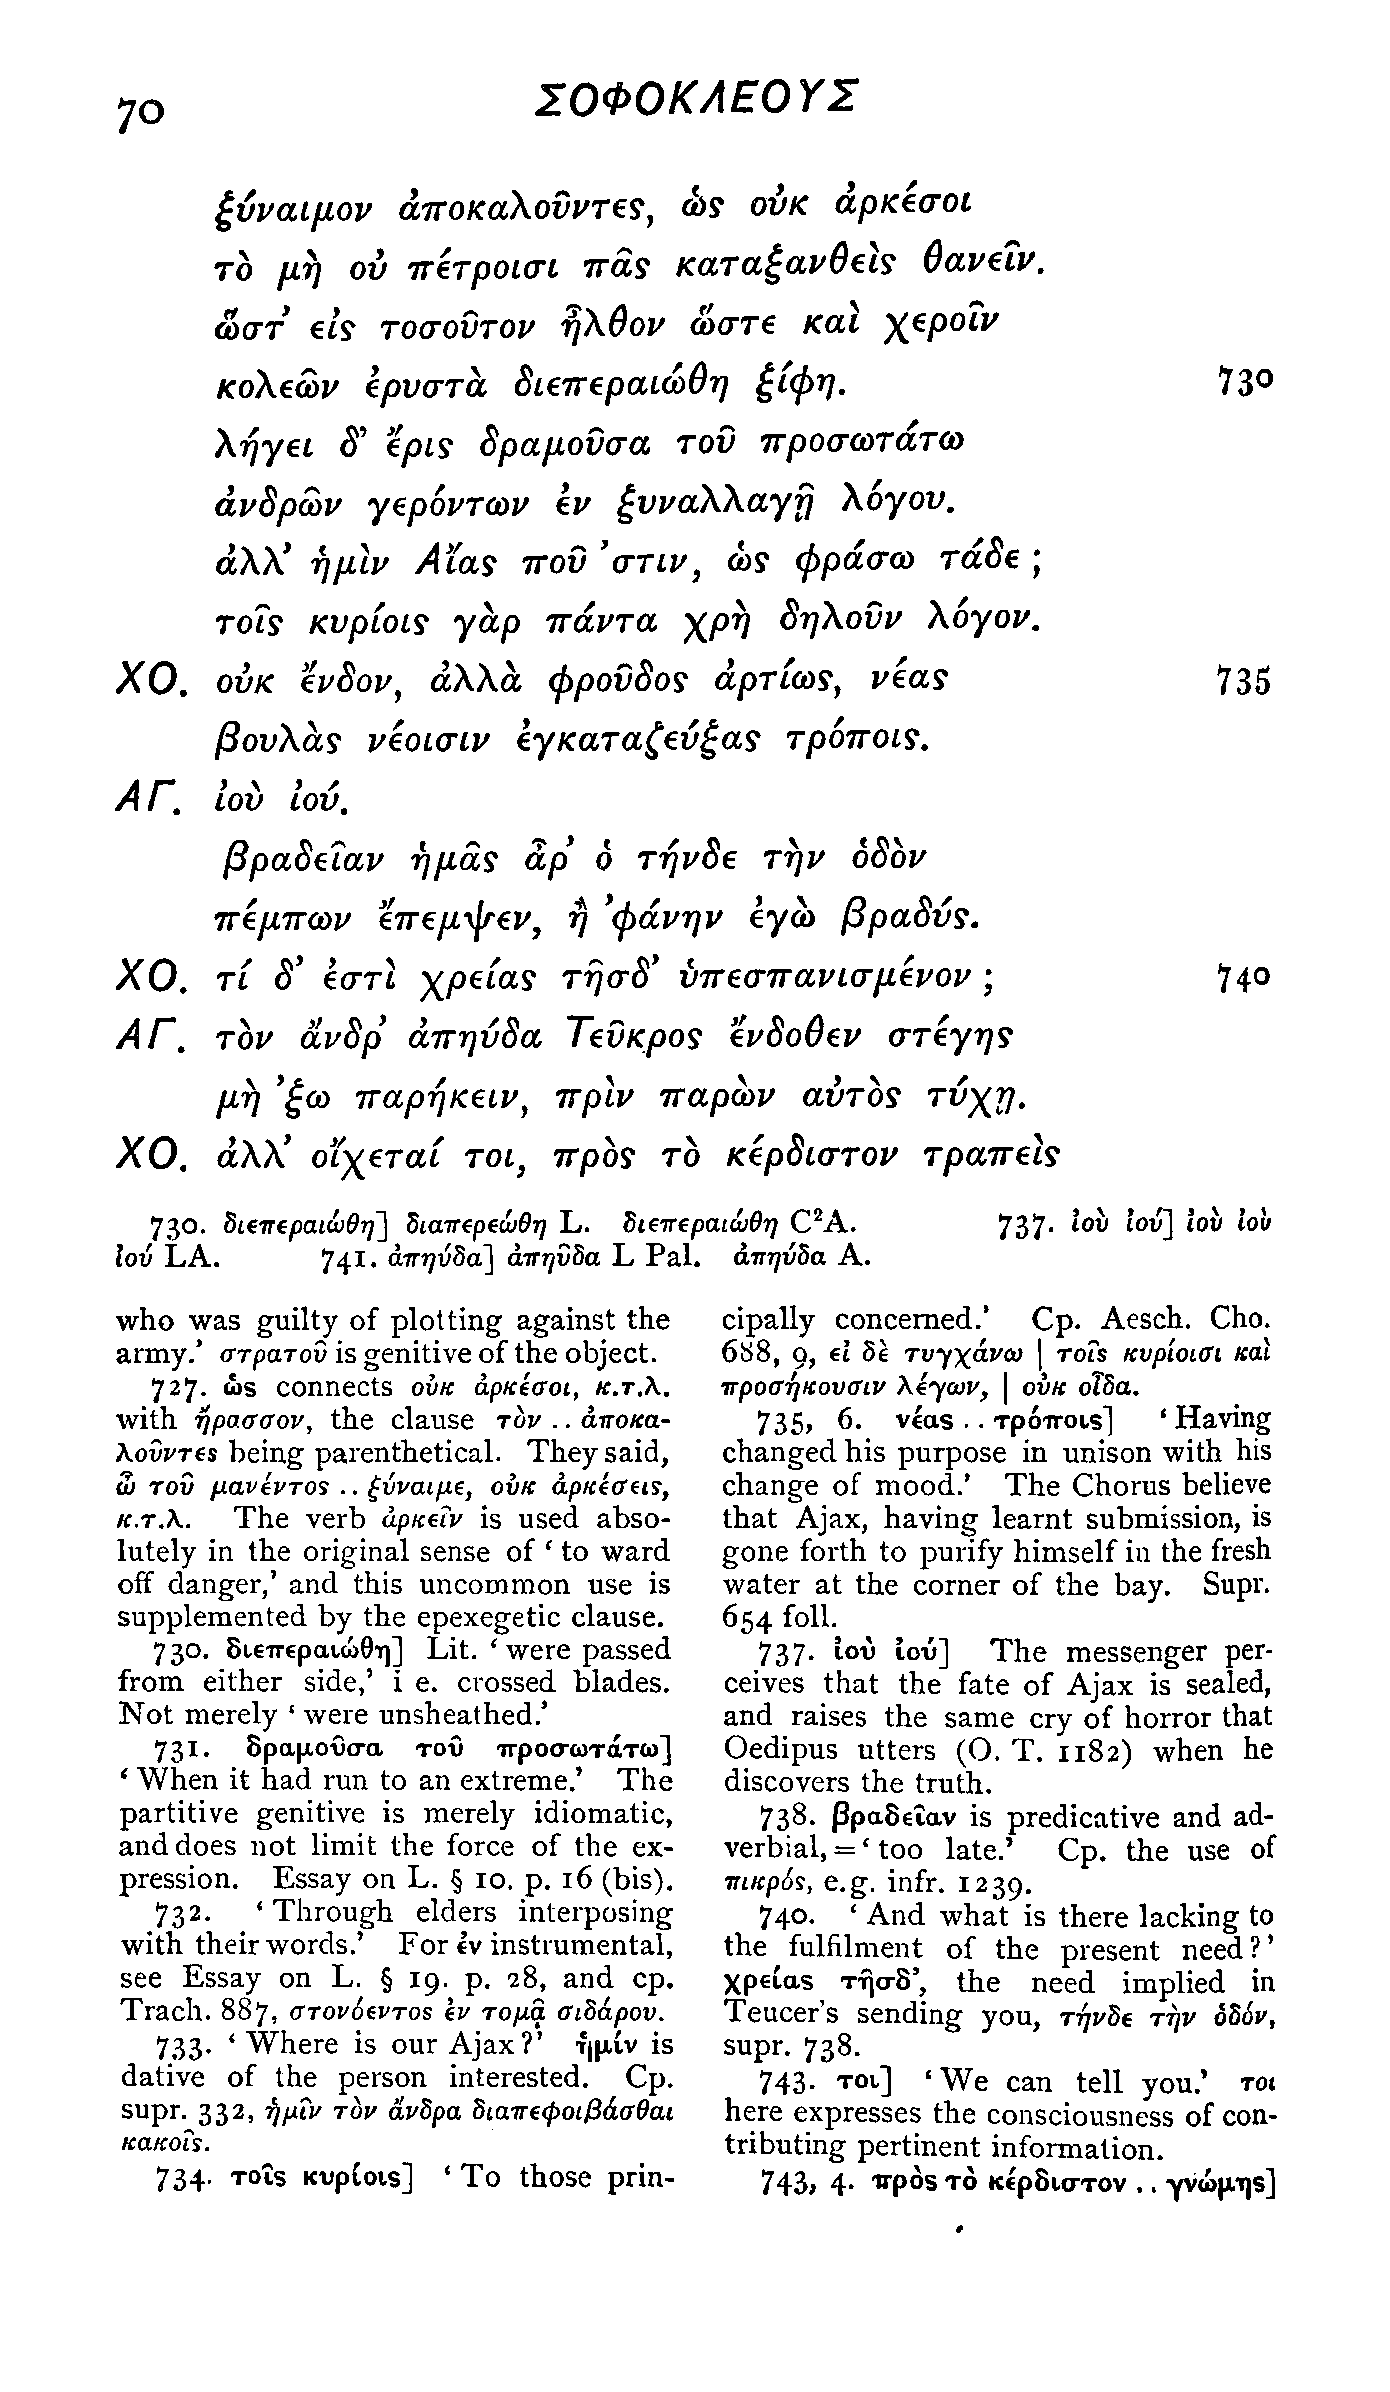 70
ΣΟΦΟΚΛΕΟΥΣ
ξύναιμον ἀποκαλοῦντες, ὡς οὐκ ἀρκέσοι
τὸ μὴ οὐ πέτροισι πᾶς καταξανθεὶς θανεῖν.
ὥστ’ εἰς τοσοῦτον ἦλθον ὥστε καὶ χεροῖν
κολεῶν ἐρυστὰ διεπεραιώθη ξίφη. 730
λήγει δ’ ἔρις δραμοῦσα τοῦ προσωτάτω
ἀνδρῶν γερόντων ἐν ξυναλλαγῇ λόγου.
ἀλλ’ ἡμὶν Αἴας ποῦ ’στιν, ὡς φράσω τάδε ;
τοῖς κυρίοις γὰρ πάντα χρὴ δηλοῦν λόγον.
ΧΟ. οὐκ ἔνδον, ἀλλὰ φροῦδος ἀρτίως, νέας 735
βουλὰς νέοισιν ἐγκαταζεύξας τρόποις.
ΑΓ. ἰοὺ ἰού.
βραδεῖαν ἡμᾶς ἆρ’ ὁ τήνδε τὴν ὁδὸν
πέμπων ἔπεμψεν, ἢ ’φάνην ἐγὼ βραδύς.
ΧΟ. τί δ’ ἐστὶ χρείας τῆσδ’ ὑπεσπανισμένον ; 740
ΑΓ. τὸν ἄνδρ’ ἀπηύδα Τεῦκρος ἔνδοθεν στέγης
μὴ ’ξω παρήκειν, πρὶν παρὼν αὐτὸς τύχῃ.
ΧΟ. ἀλλ’ οἴχεταί τοι, πρὸς τὸ κέρδιστον τραπεὶς
730. διεπεραιώθη] διαπερεώθη L. διεπεραιώθη C²A. 737. ἰοὺ ἰού] ἰοὺ ἰοὺ
ἰού LA. 741. ἀπηύδα] ἀπηῦδα L Pal. ἀπηύδα A.
who was guilty of plotting against the
army.’ στρατοῦ is genitive of the object.
727. ὡς connects οὐκ ἀρκέσοι, κ.τ.λ.
with ἤρασσον, the clause τὸν .. ἀποκα-
λοῦντες being parenthetical. They said,
ὦ τοῦ μανέντος .. ξύναιμε, οὐκ ἀρκέσεις,
κ.τ.λ. The verb ἀρκεῖν is used abso-
lutely in the original sense of ‘ to ward
off danger,’ and this uncommon use is
supplemented by the epexegetic clause.
730. διεπεραιώθη] Lit. ‘ were passed
from either side,’ i e. crossed blades.
Not merely ‘ were unsheathed.’
731. δραμοῦσα τοῦ προσωτάτω]
‘ When it had run to an extreme.’ The
partitive genitive is merely idiomatic,
and does not limit the force of the ex-
pression. Essay on L. § 10. p. 16 (bis).
732. ‘ Through elders interposing
with their words.’ For ἐν instrumental,
see Essay on L. § 19. p. 28, and cp.
Trach. 887, στονόεντος ἐν τομᾷ σιδάρου.
733. ‘ Where is our Ajax ?’ ἡμίν is
dative of the person interested. Cp.
supr. 332, ἡμῖν τὸν ἄνδρα διαπεφοιβάσθαι
κακοῖς.
734. τοῖς κυρίοις] ‘ To those prin-
cipally concerned.’ Cp. Aesch. Cho.
688, 9, εἰ δὲ τυγχάνω | τοῖς κυρίοισι καὶ
προσήκουσιν λέγων, | οὐκ οἶδα.
735, 6. νέας .. τρόποις] ‘ Having
changed his purpose in unison with his
change of mood.’ The Chorus believe
that Ajax, having learnt submission, is
gone forth to purify himself in the fresh
water at the corner of the bay. Supr.
654 foll.
737. ἰοὺ ἰού] The messenger per-
ceives that the fate of Ajax is sealed,
and raises the same cry of horror that
Oedipus utters (O. T. 1182) when he
discovers the truth.
738. βραδεῖαν is predicative and ad-
verbial, = ‘ too late.’ Cp. the use of
πικρός, e.g. infr. 1239.
740. ‘ And what is there lacking to
the fulfilment of the present need ?’
χρείας τῆσδ’, the need implied in
Teucer’s sending you, τήνδε τὴν ὁδόν,
supr. 738.
743. τοι] ‘ We can tell you.’ τοι
here expresses the consciousness of con-
tributing pertinent information.
743, 4. πρὸς τὸ κέρδιστον .. γνώμης]